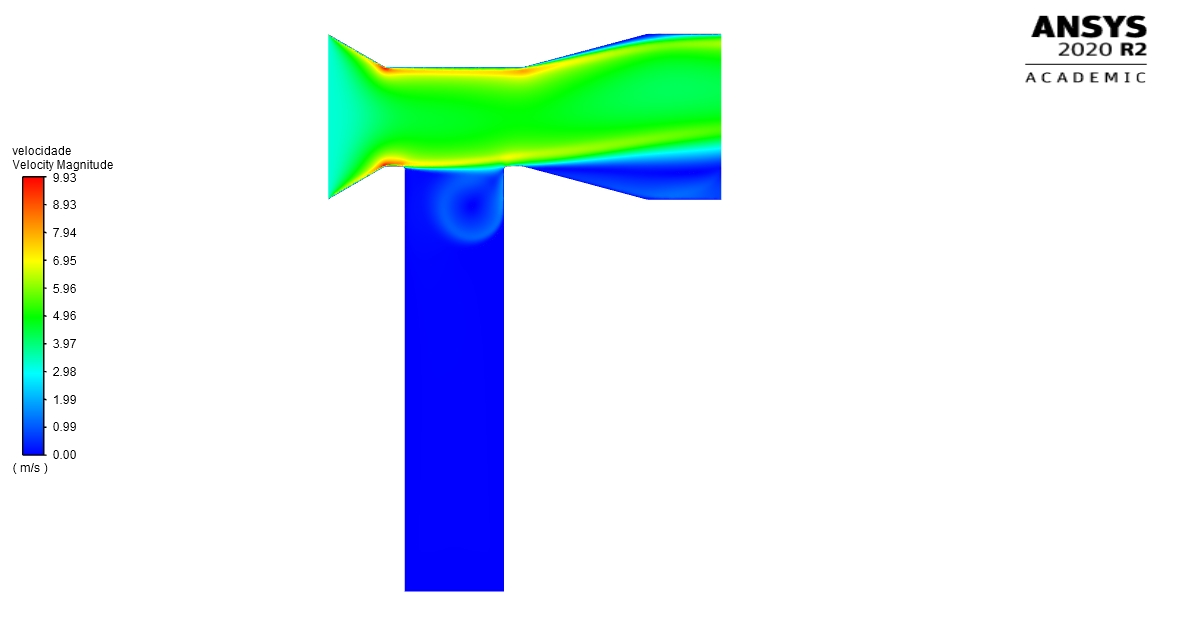 ANSYS
2020 R2
ACADEMIC
velocidade
Velocity Magnitude
9.93
8.93
7.94
6.95
5.96
4.96
3.97
2.98
1.99
0.99
0.00
( m/s )